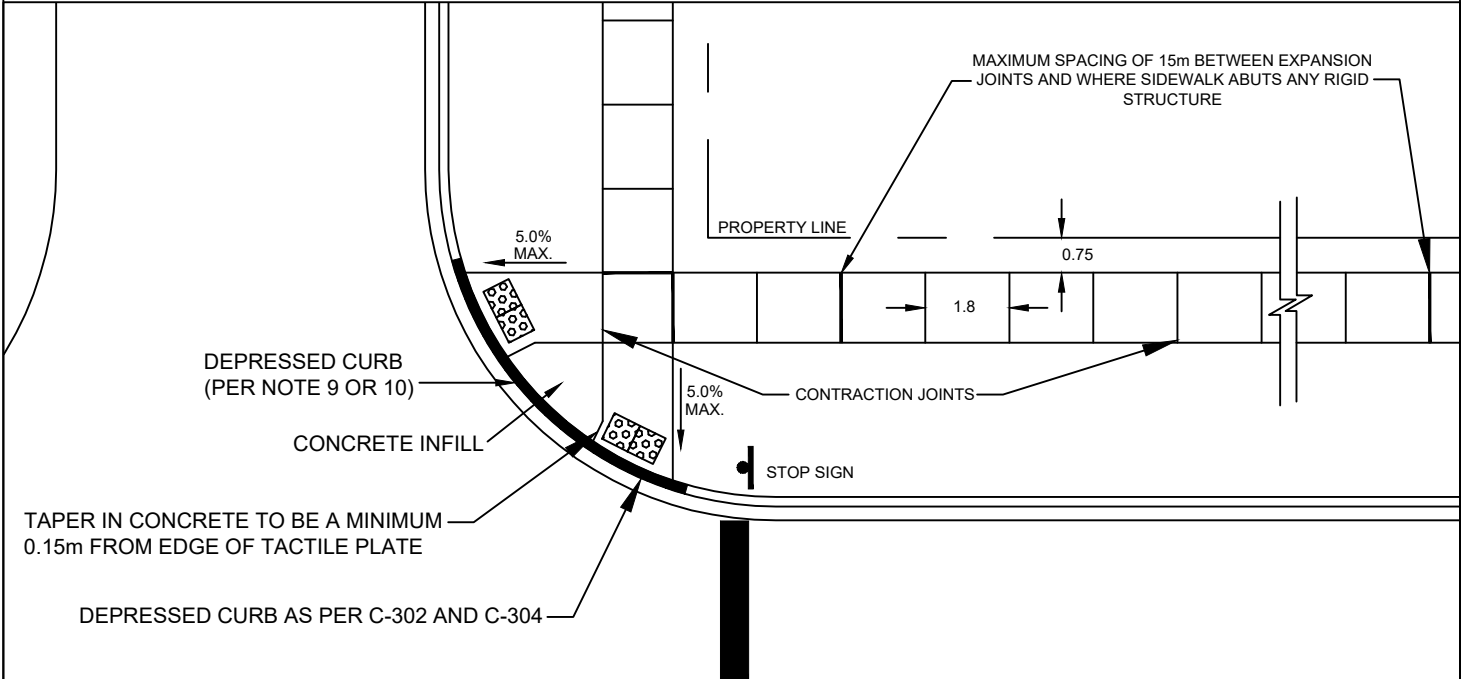 MAXIMUM SPACING OF 15m BETWEEN EXPANSION
JOINTS AND WHERE SIDEWALK ABUTS ANY RIGID
STRUCTURE
PROPERTY LINE
5.0%
MAX.
0.75
1.8
DEPRESSED CURB
(PER NOTE 9 OR 10)
5.0%
MAX.
CONTRACTION JOINTS
CONCRETE INFILL
STOP SIGN
TAPER IN CONCRETE TO BE A MINIMUM
0.15m FROM EDGE OF TACTILE PLATE
DEPRESSED CURB AS PER C-302 AND C-304